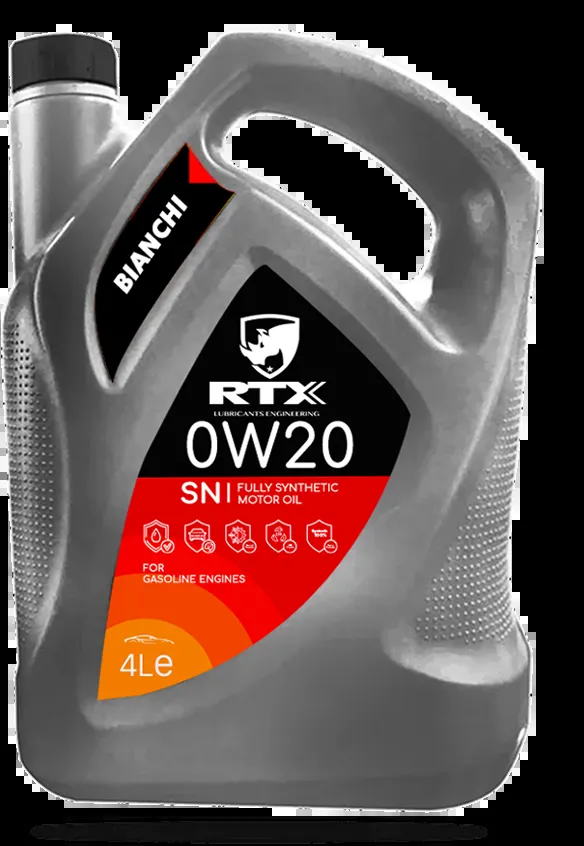 BIANCHI
RTX
LUBRICANTS ENGINEERING
0W20
SN | FULLY SYNTHETIC
MOTOR OIL
FOR
GASOLINE ENGINES
4Le